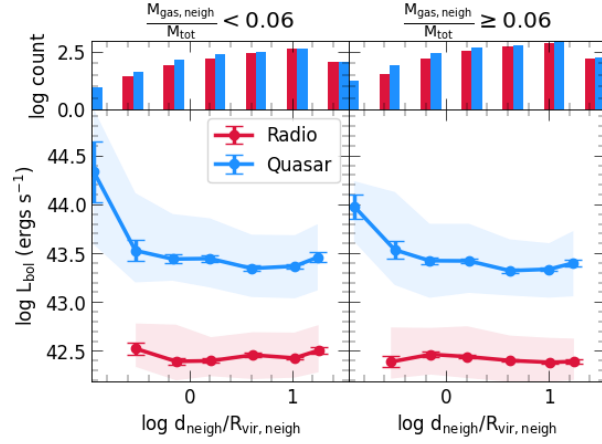 M_gas,neigh/M_tot < 0.06 M_gas,neigh/M_tot ≥ 0.06
log count
2.5
0.0
Radio
Quasar
log L_bol (ergs s⁻¹)
44.5
44.0
43.5
43.0
42.5
0 1 0 1
log d_neigh/R_vir,neigh log d_neigh/R_vir,neigh